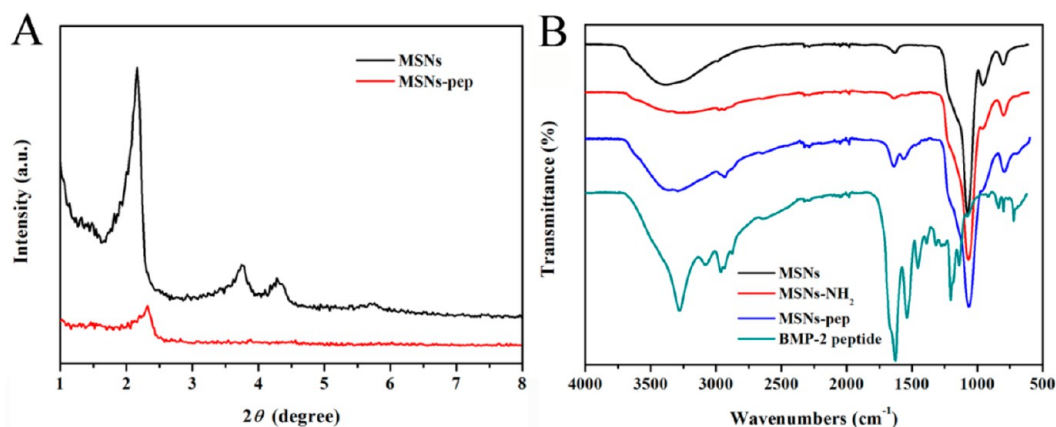 A
MSNs
MSNs-pep
Intensity (a.u.)
1 2 3 4 5 6 7 8
2θ (degree)
B
Transmittance (%)
MSNs
MSNs-NH₂
MSNs-pep
BMP-2 peptide
4000 3500 3000 2500 2000 1500 1000 500
Wavenumbers (cm⁻¹)